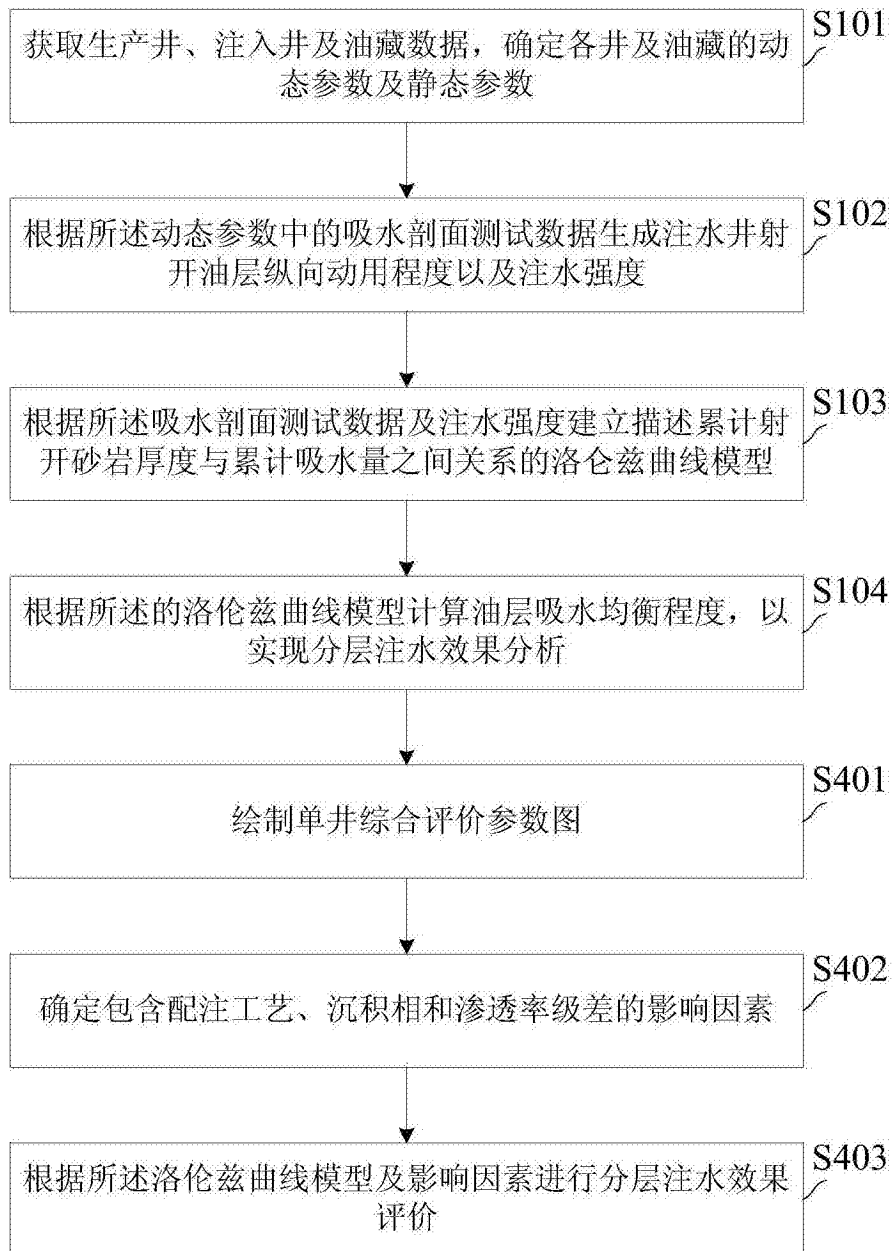 S101
获取生产井、注入井及油藏数据，确定各井及油藏的动
态参数及静态参数
S102
根据所述动态参数中的吸水剖面测试数据生成注水井射
开油层纵向动用程度以及注水强度
S103
根据所述吸水剖面测试数据及注水强度建立描述累计射
开砂岩厚度与累计吸水量之间关系的洛仑兹曲线模型
S104
根据所述的洛伦兹曲线模型计算油层吸水均衡程度，以
实现分层注水效果分析
S401
绘制单井综合评价参数图
S402
确定包含配注工艺、沉积相和渗透率级差的影响因素
S403
根据所述洛伦兹曲线模型及影响因素进行分层注水效果
评价